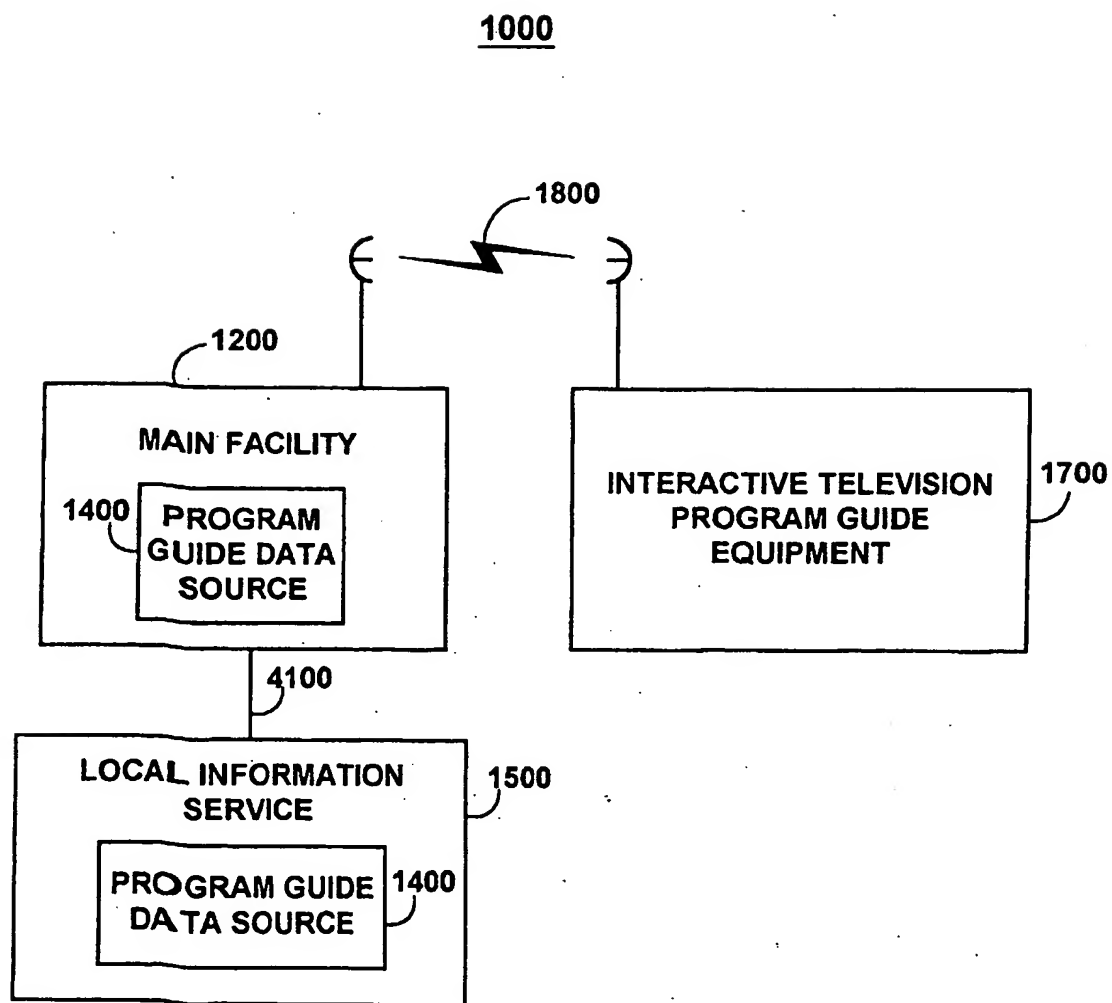 1000
1800
1200
MAIN FACILITY
1400
PROGRAM
GUIDE DATA
SOURCE
INTERACTIVE TELEVISION
PROGRAM GUIDE
EQUIPMENT
1700
4100
LOCAL INFORMATION
SERVICE
1500
PROGRAM GUIDE
DATA SOURCE
1400